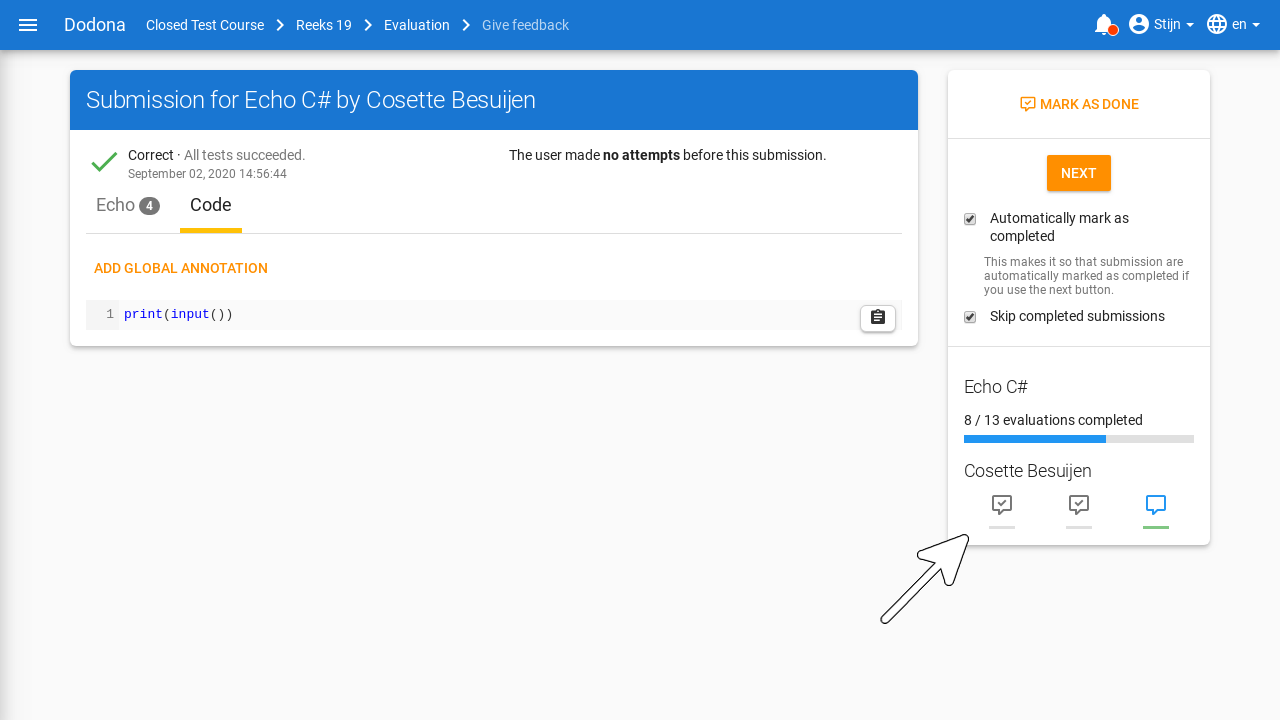 Dodona Closed Test Course Reeks 19 Evaluation Give feedback Stijn en
Submission for Echo C# by Cosette Besuijen
Correct · All tests succeeded.
September 02, 2020 14:56:44
The user made no attempts before this submission.
Echo 4 Code
ADD GLOBAL ANNOTATION
1 print(input())
MARK AS DONE
NEXT
Automatically mark as
completed
This makes it so that submission are
automatically marked as completed if
you use the next button.
Skip completed submissions
Echo C#
8 / 13 evaluations completed
Cosette Besuijen